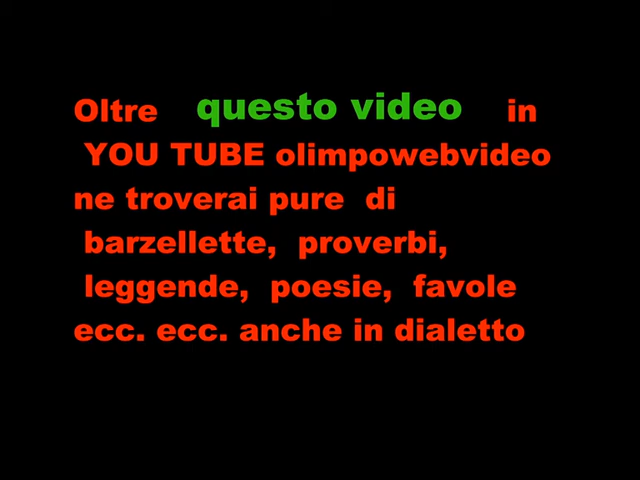 Oltre questo video in
YOU TUBE olimpowebvideo
ne troverai pure di
barzellette, proverbi,
leggende, poesie, favole
ecc. ecc. anche in dialetto